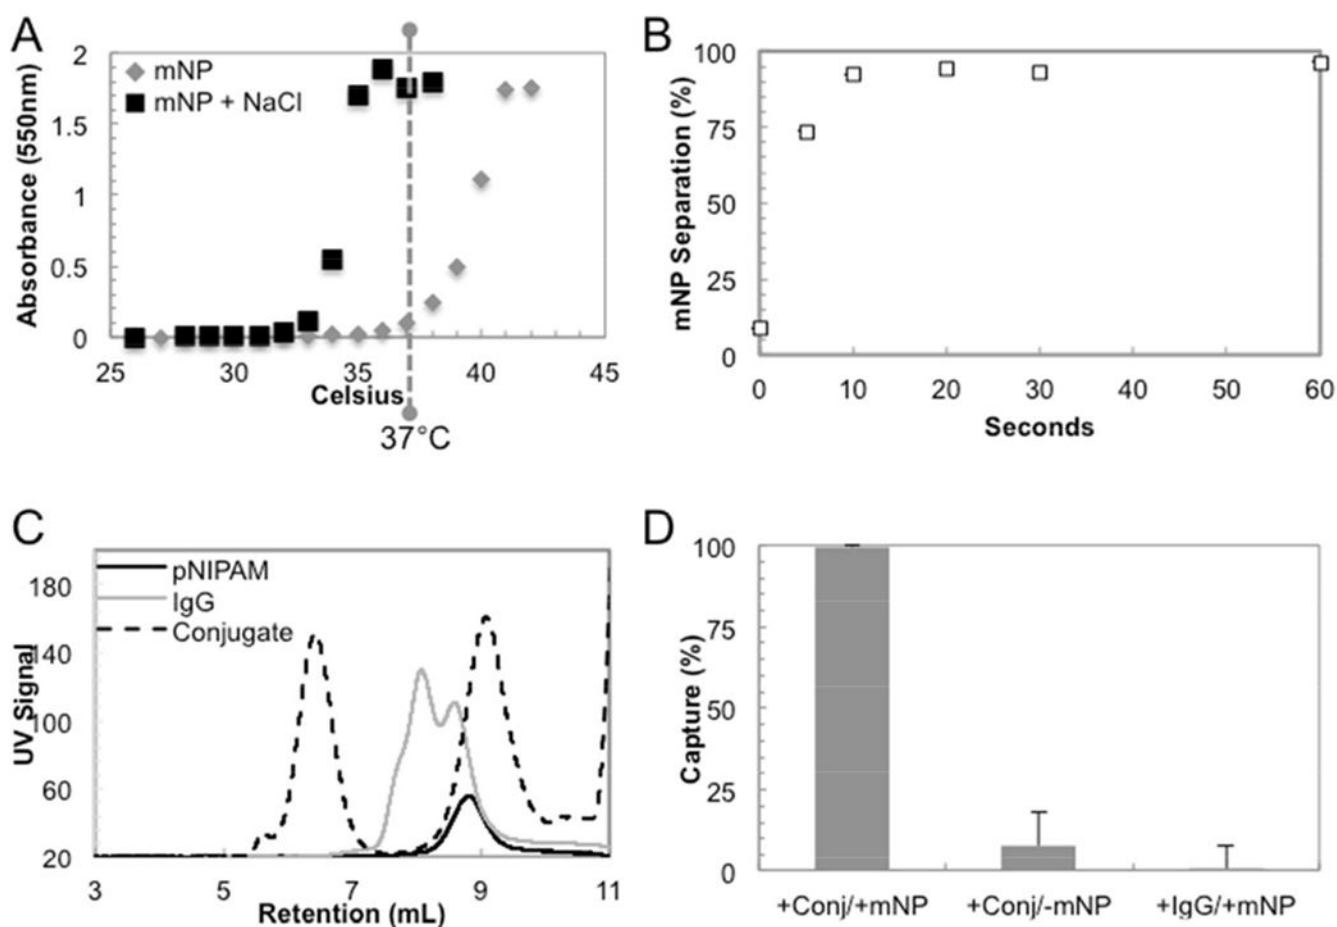 A
Absorbance (550nm)
2
1.5
1
0.5
0
mNP
mNP + NaCl
25
30
35
40
45
Celsius
37°C
B
mNP Separation (%)
100
75
50
25
0
0
10
20
30
40
50
60
Seconds
C
UV Signal
180
140
100
60
20
pNIPAM
IgG
Conjugate
3
5
7
9
11
Retention (mL)
D
Capture (%)
100
75
50
25
0
+Conj/+mNP
+Conj/-mNP
+IgG/+mNP